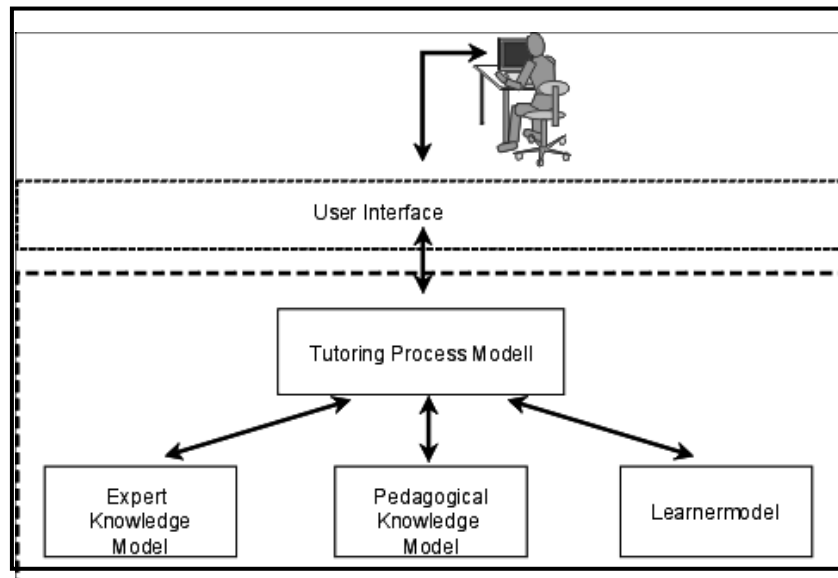 User Interface
Tutoring Process Modell
Expert
Knowledge
Model
Pedagogical
Knowledge
Model
Learnermodel